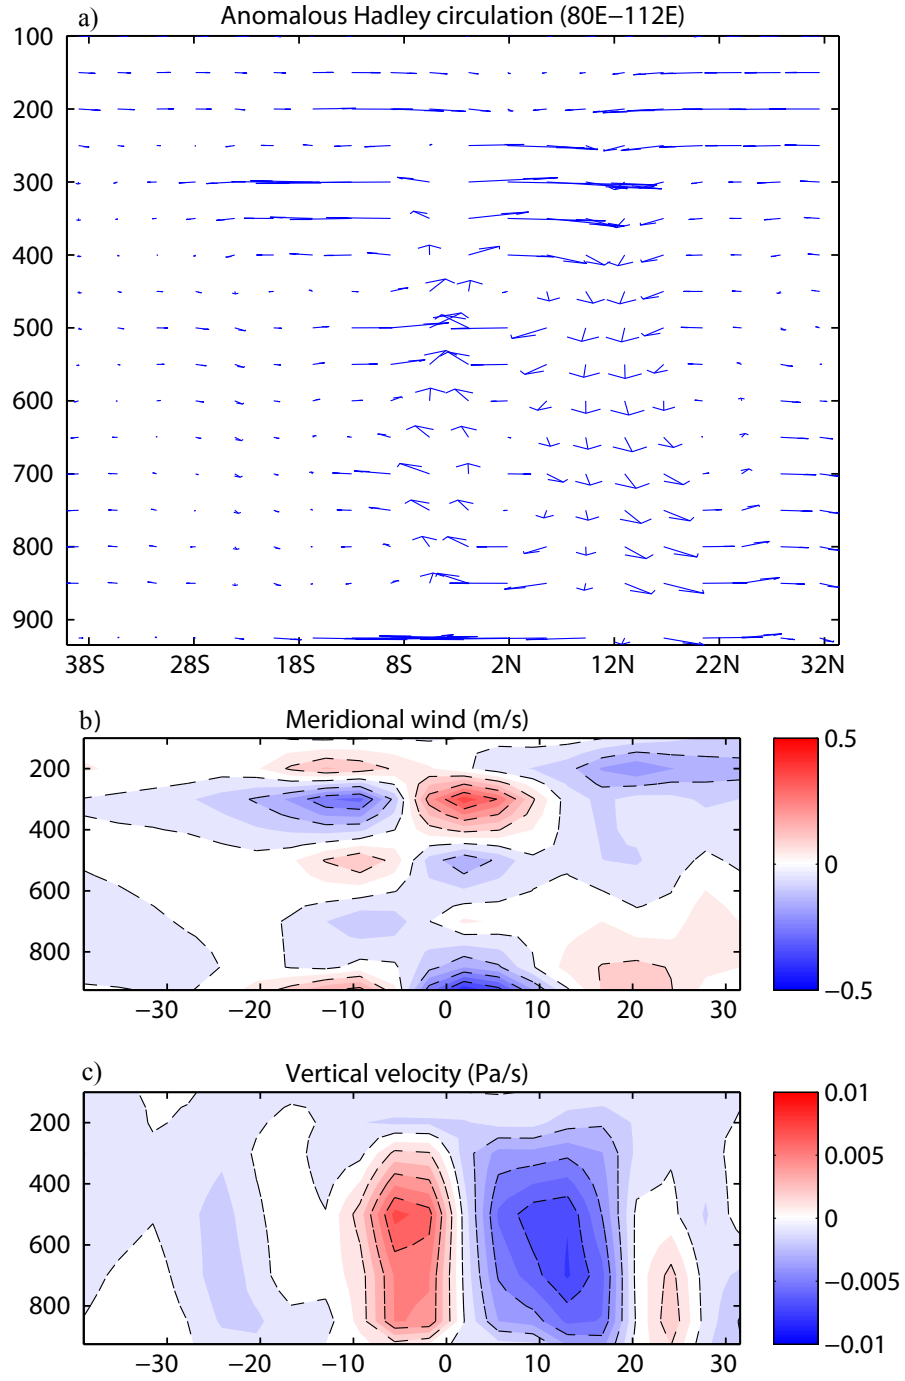 a)
Anomalous Hadley circulation (80E−112E)
100
200
300
400
500
600
700
800
900
38S 28S 18S 8S 2N 12N 22N 32N
b)
Meridional wind (m/s)
200
400
600
800
−30 −20 −10 0 10 20 30
0.5
0
−0.5
c)
Vertical velocity (Pa/s)
200
400
600
800
−30 −20 −10 0 10 20 30
0.01
0.005
0
−0.005
−0.01